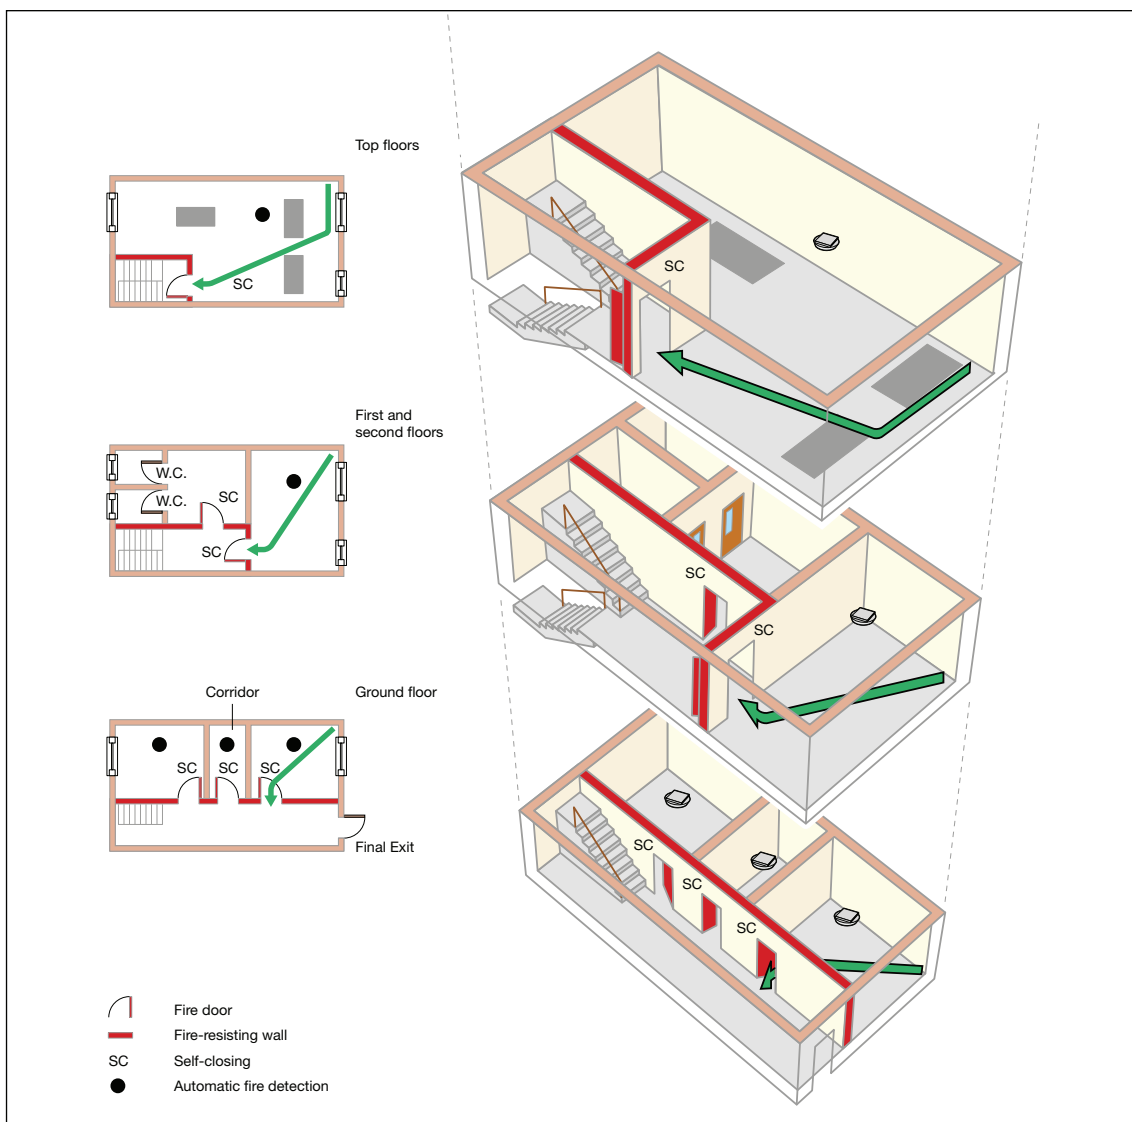 Top floors
SC
First and
second floors
W.C.
W.C.
SC
SC
Corridor
Ground floor
SC
SC
SC
Final Exit
Fire door
Fire-resisting wall
SC
Self-closing
Automatic fire detection
SC
SC
SC
SC
SC
SC